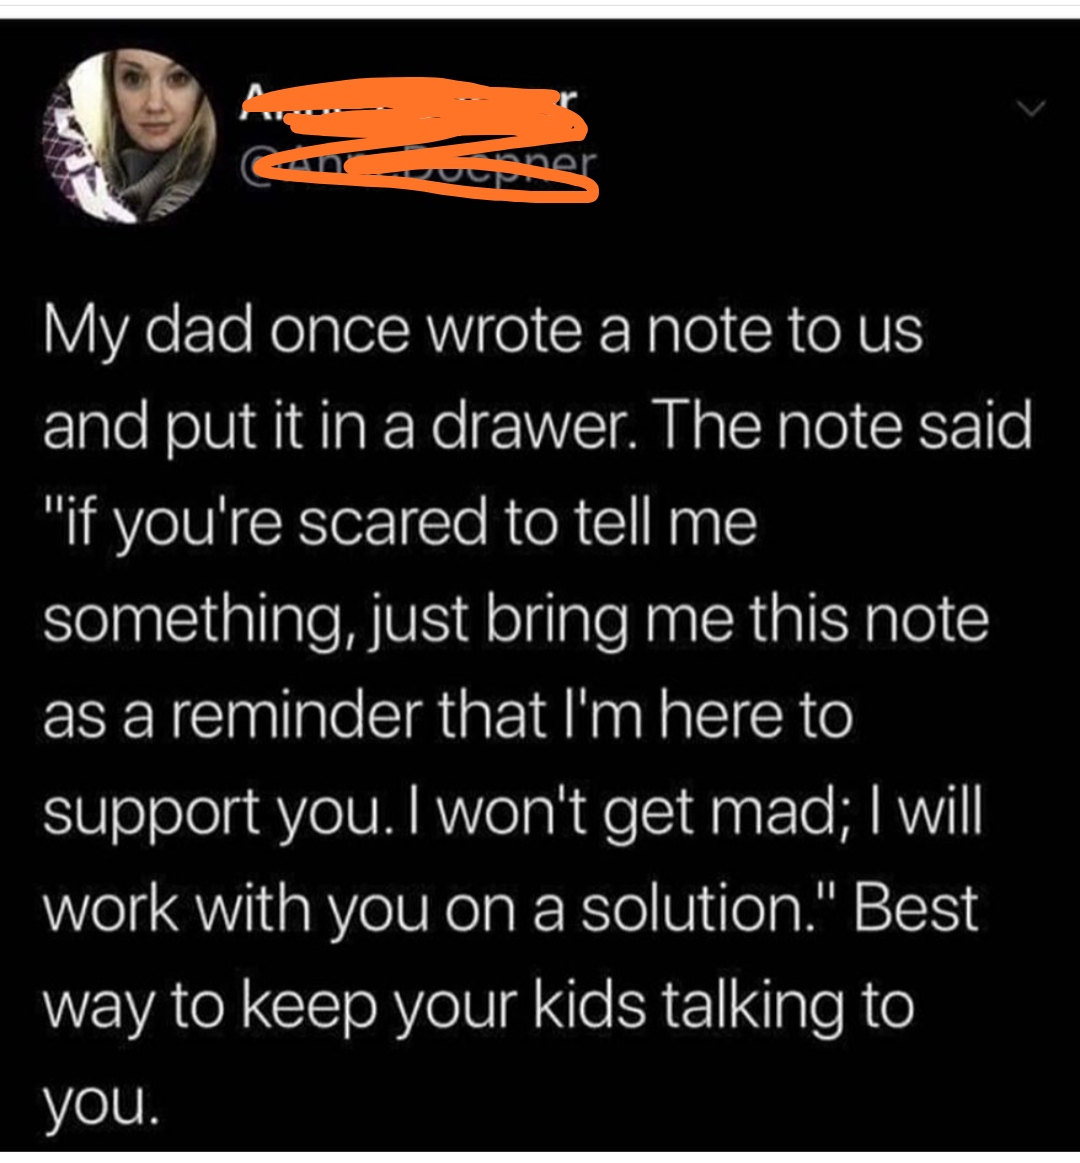 My dad once wrote a note to us
and put it in a drawer. The note said
"if you're scared to tell me
something, just bring me this note
as a reminder that I'm here to
support you. I won't get mad; I will
work with you on a solution." Best
way to keep your kids talking to
you.